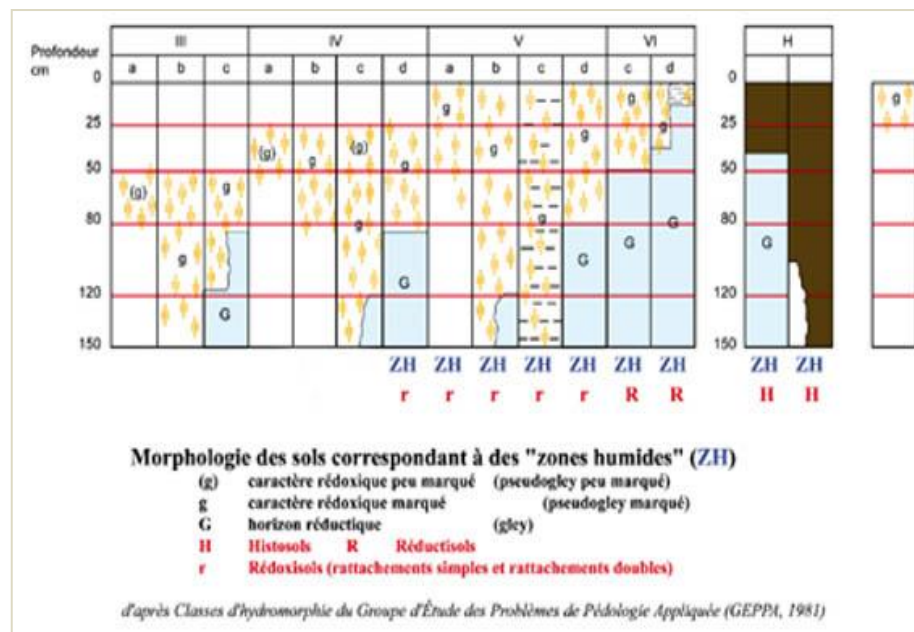 III IV V VI H
Profondeur
cm a b c a b c d a b c d c d
0 0
g g g
25 25
g g g g
(g) g (g) g
50 50
(g) g
80 80
g g g G G G
g G
120 120
G
150 150
ZH ZH ZH ZH ZH ZH ZH ZH ZH
r r r r r R R H H
Morphologie des sols correspondant à des "zones humides" (ZH)
(g) caractère rédoxique peu marqué (pseudogley peu marqué)
g caractère rédoxique marqué (pseudogley marqué)
G horizon réductique (gley)
H Histosols R Réductisols
r Rédoxisols (rattachements simples et rattachements doubles)
d'après Classes d'hydromorphie du Groupe d'Étude des Problèmes de Pédologie Appliquée (GEPPA, 1981)